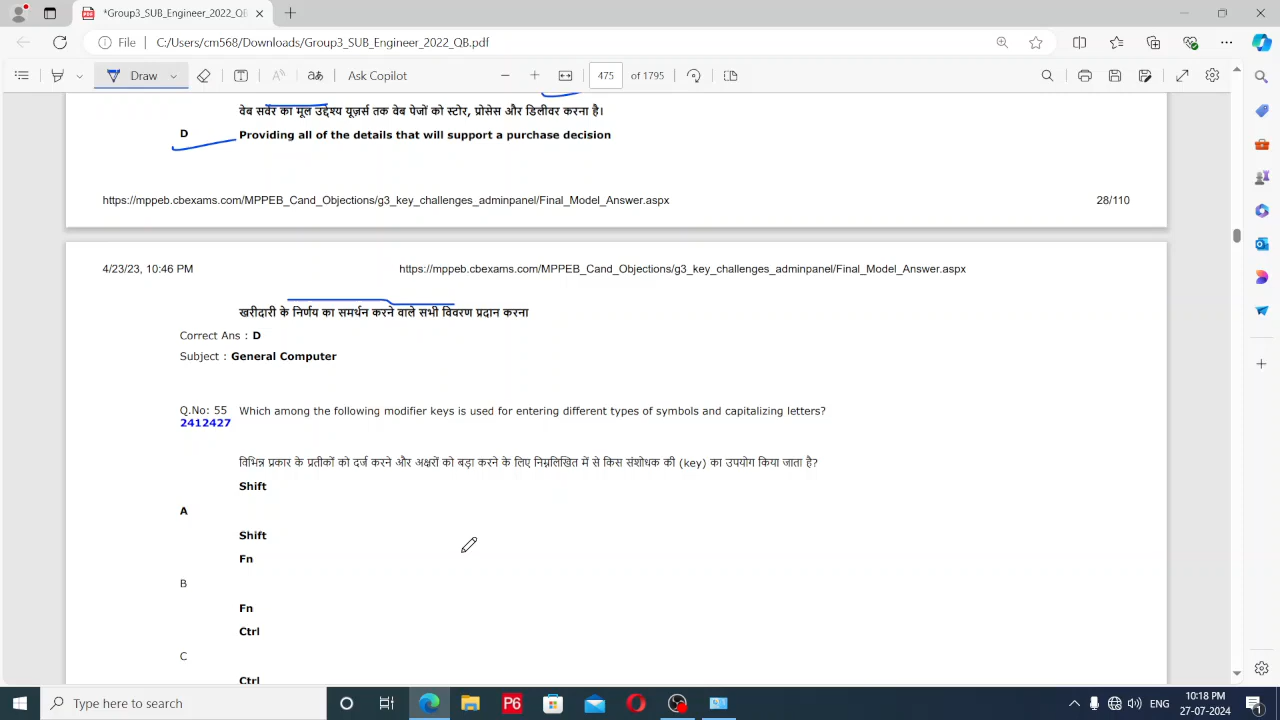 *Group3_SUB_Engineer_2022_QB.
File C:/Users/cm568/Downloads/Group3_SUB_Engineer_2022_QB.pdf
Draw Ask Copilot 475 of 1795
वेब सर्वर का मूल उद्देश्य यूज़र्स तक वेब पेजों को स्टोर, प्रोसेस और डिलीवर करना है।
D Providing all of the details that will support a purchase decision
https://mppeb.cbexams.com/MPPEB_Cand_Objections/g3_key_challenges_adminpanel/Final_Model_Answer.aspx 28/110
4/23/23, 10:46 PM https://mppeb.cbexams.com/MPPEB_Cand_Objections/g3_key_challenges_adminpanel/Final_Model_Answer.aspx
खरीदारी के निर्णय का समर्थन करने वाले सभी विवरण प्रदान करना
Correct Ans : D
Subject : General Computer
Q.No: 55 Which among the following modifier keys is used for entering different types of symbols and capitalizing letters?
2412427
विभिन्न प्रकार के प्रतीकों को दर्ज करने और अक्षरों को बड़ा करने के लिए निम्नलिखित में से किस संशोधक की (key) का उपयोग किया जाता है?
Shift
A
Shift
Fn
B
Fn
Ctrl
C
Ctrl
Type here to search
P6
ENG
10:18 PM
27-07-2024